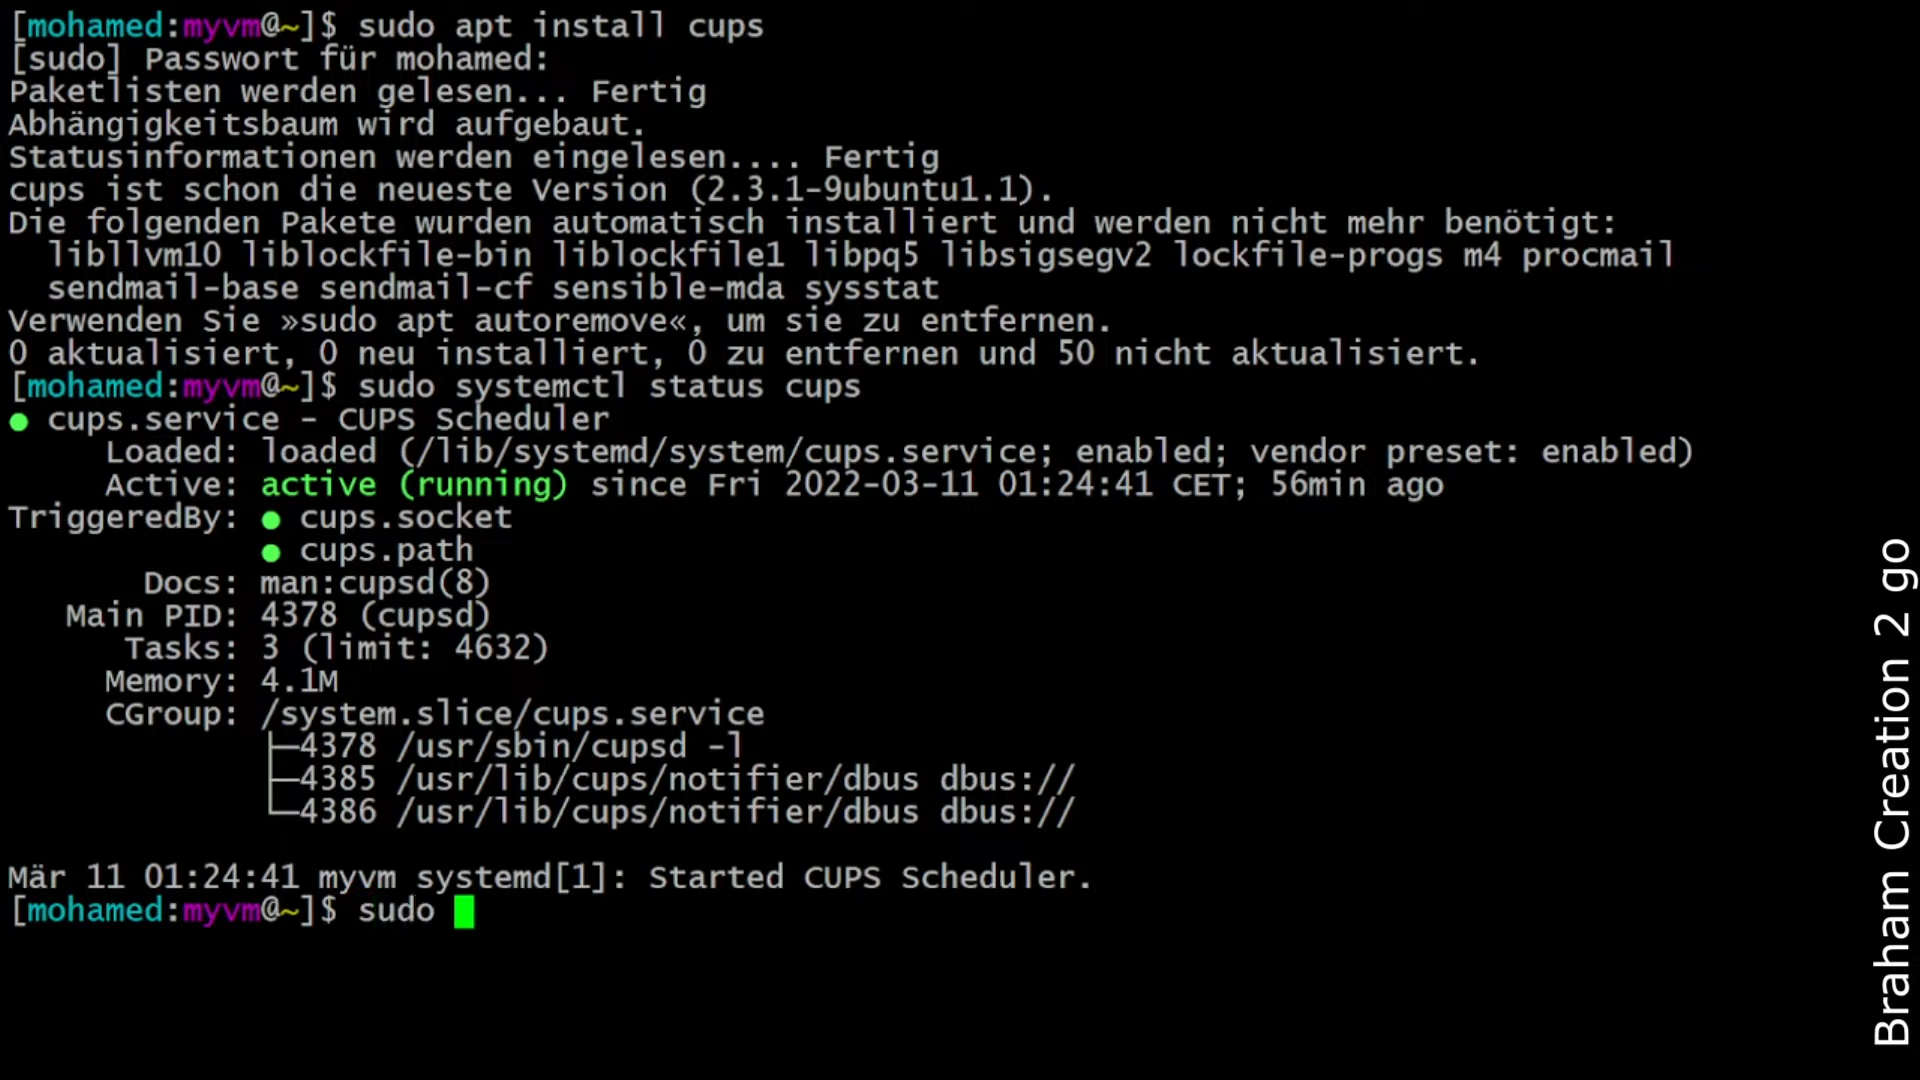 [mohamed:myvm@~]$ sudo apt install cups
[sudo] Passwort für mohamed:
Paketlisten werden gelesen... Fertig
Abhängigkeitsbaum wird aufgebaut.
Statusinformationen werden eingelesen.... Fertig
cups ist schon die neueste Version (2.3.1-9ubuntu1.1).
Die folgenden Pakete wurden automatisch installiert und werden nicht mehr benötigt:
  libllvm10 liblockfile-bin liblockfile1 libpq5 libsigsegv2 lockfile-progs m4 procmail
  sendmail-base sendmail-cf sensible-mda sysstat
Verwenden Sie »sudo apt autoremove«, um sie zu entfernen.
0 aktualisiert, 0 neu installiert, 0 zu entfernen und 50 nicht aktualisiert.
[mohamed:myvm@~]$ sudo systemctl status cups
● cups.service - CUPS Scheduler
     Loaded: loaded (/lib/systemd/system/cups.service; enabled; vendor preset: enabled)
     Active: active (running) since Fri 2022-03-11 01:24:41 CET; 56min ago
TriggeredBy: ● cups.socket
             ● cups.path
       Docs: man:cupsd(8)
   Main PID: 4378 (cupsd)
      Tasks: 3 (limit: 4632)
     Memory: 4.1M
     CGroup: /system.slice/cups.service
             ├─4378 /usr/sbin/cupsd -l
             ├─4385 /usr/lib/cups/notifier/dbus dbus://
             └─4386 /usr/lib/cups/notifier/dbus dbus://

Mär 11 01:24:41 myvm systemd[1]: Started CUPS Scheduler.
[mohamed:myvm@~]$ sudo
Braham Creation 2 go